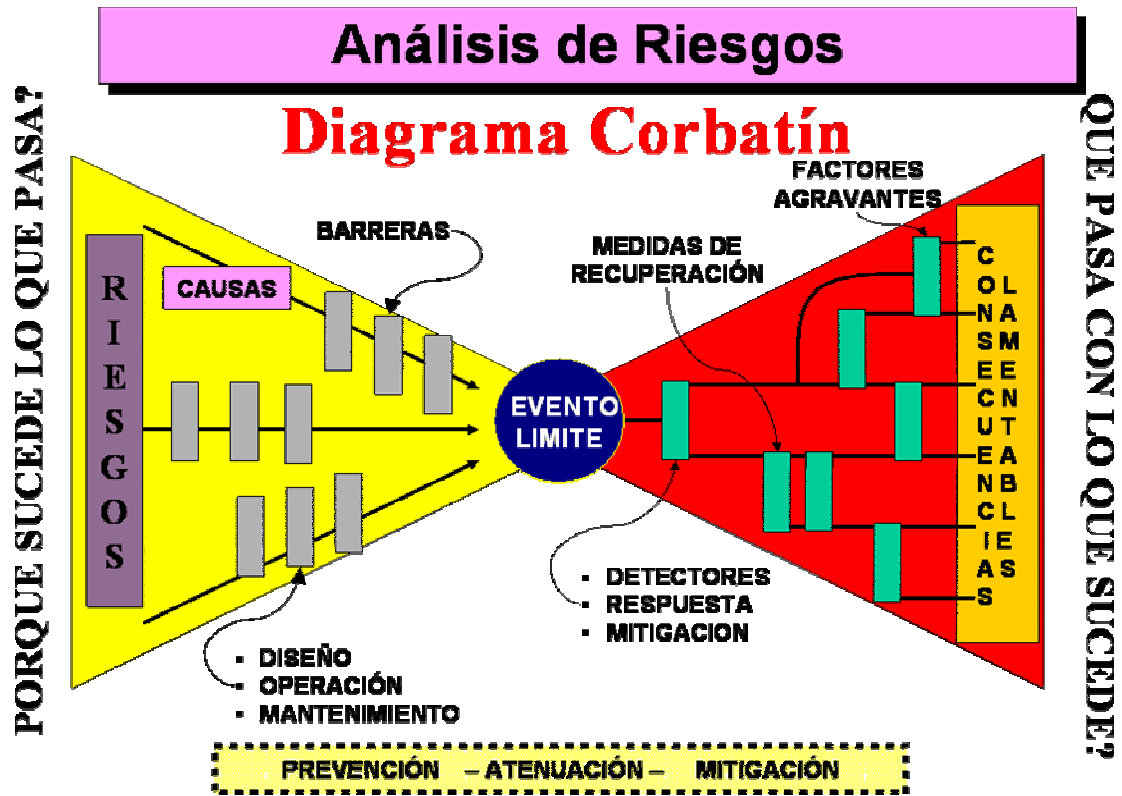 Análisis de Riesgos
Diagrama Corbatín
PORQUE SUCEDE LO QUE PASA?
RIESGOS
CAUSAS
BARRERAS
DISEÑO
OPERACIÓN
MANTENIMIENTO
EVENTO
LIMITE
MEDIDAS DE
RECUPERACIÓN
FACTORES
AGRAVANTES
DETECTORES
RESPUESTA
MITIGACION
CONSECUENCIAS
LAMENTABLES
QUE PASA CON LO QUE SUCEDE?
PREVENCIÓN – ATENUACIÓN – MITIGACIÓN